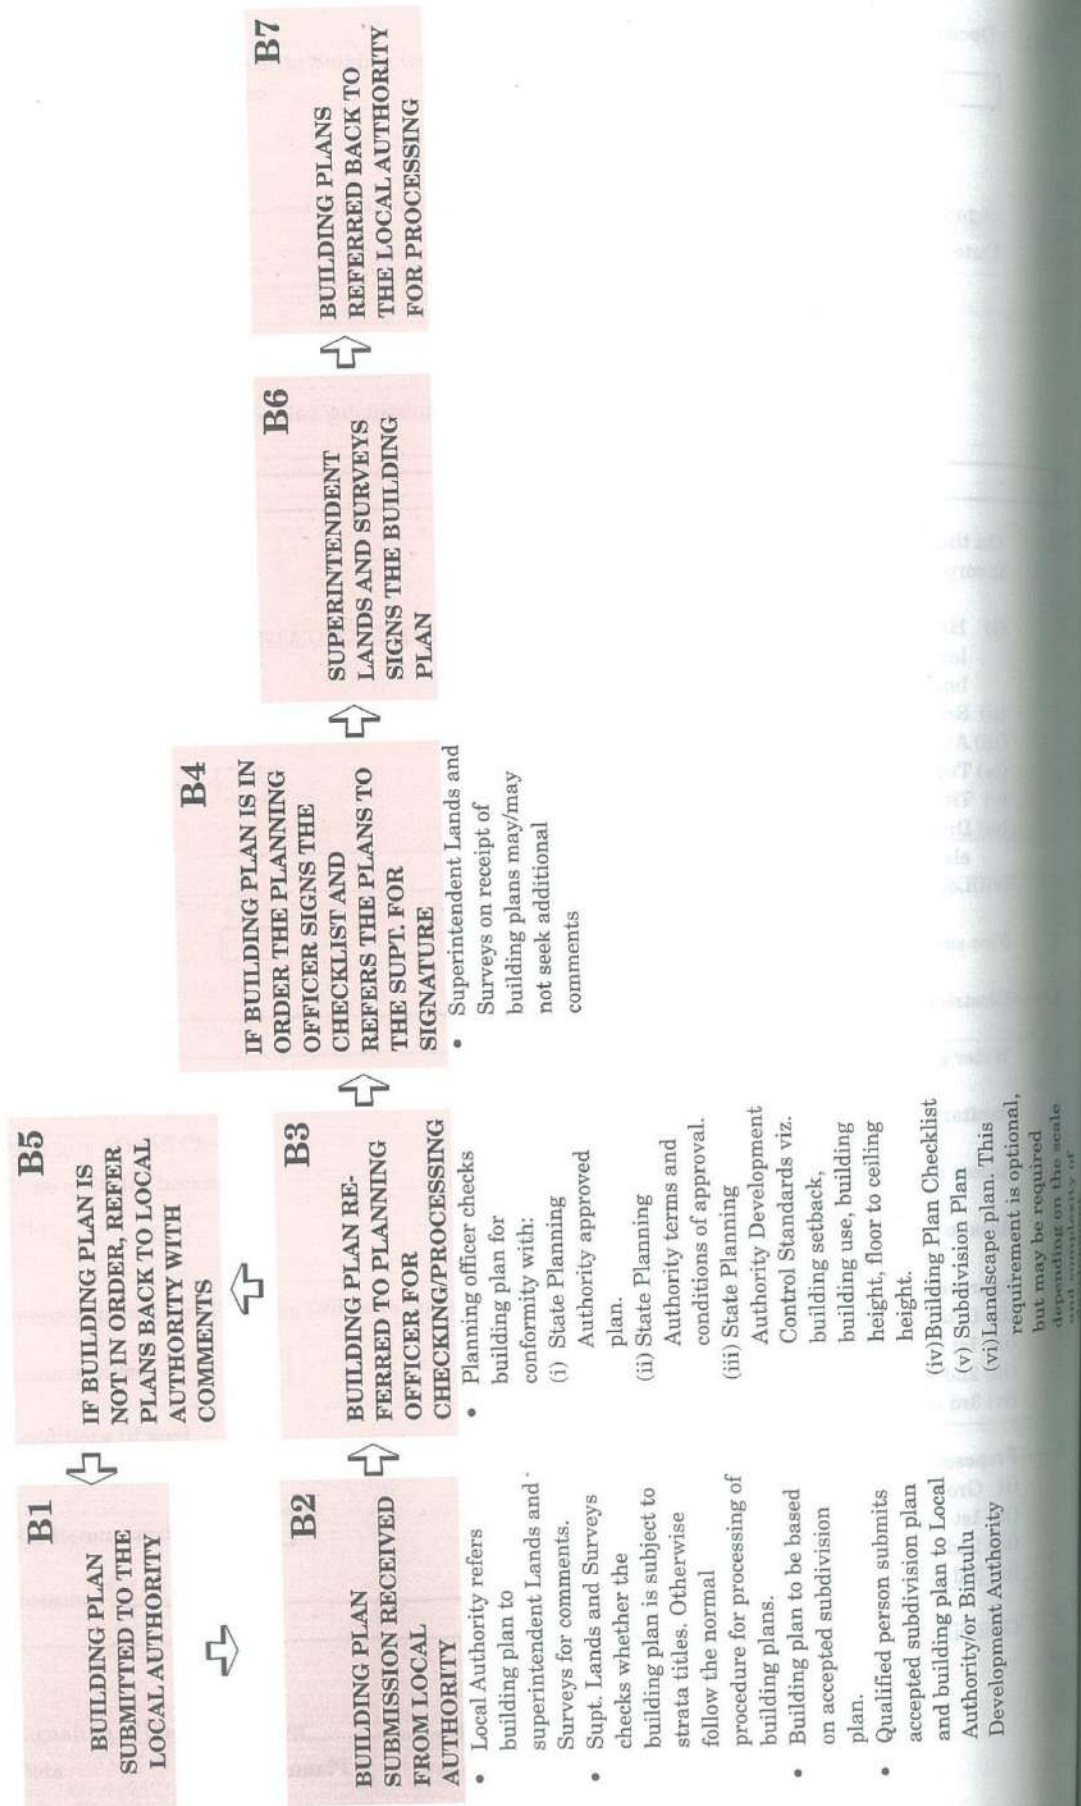 B1
BUILDING PLAN
SUBMITTED TO THE
LOCAL AUTHORITY
B5
IF BUILDING PLAN IS
NOT IN ORDER, REFER
PLANS BACK TO LOCAL
AUTHORITY WITH
COMMENTS
B2
BUILDING PLAN
SUBMISSION RECEIVED
FROM LOCAL
AUTHORITY
• Local Authority refers
building plan to
superintendent Lands and
Surveys for comments.
• Supt. Lands and Surveys
checks whether the
building plan is subject to
strata titles. Otherwise
follow the normal
procedure for processing of
building plans.
• Building plan to be based
on accepted subdivision
plan.
• Qualified person submits
accepted subdivision plan
and building plan to Local
Authority/or Bintulu
Development Authority
B3
BUILDING PLAN RE-
FERRED TO PLANNING
OFFICER FOR
CHECKING/PROCESSING
• Planning officer checks
building plan for
conformity with:
(i) State Planning
Authority approved
plan.
(ii) State Planning
Authority terms and
conditions of approval.
(iii) State Planning
Authority Development
Control Standards viz.
building setback,
building use, building
height, floor to ceiling
height.
(iv)Building Plan Checklist
(v) Subdivision Plan
(vi)Landscape plan. This
requirement is optional,
but may be required
depending on the scale
and complexity of
B4
IF BUILDING PLAN IS IN
ORDER THE PLANNING
OFFICER SIGNS THE
CHECKLIST AND
REFERS THE PLANS TO
THE SUPT. FOR
SIGNATURE
• Superintendent Lands and
Surveys on receipt of
building plans may/may
not seek additional
comments
B6
SUPERINTENDENT
LANDS AND SURVEYS
SIGNS THE BUILDING
PLAN
B7
BUILDING PLANS
REFERRED BACK TO
THE LOCAL AUTHORITY
FOR PROCESSING